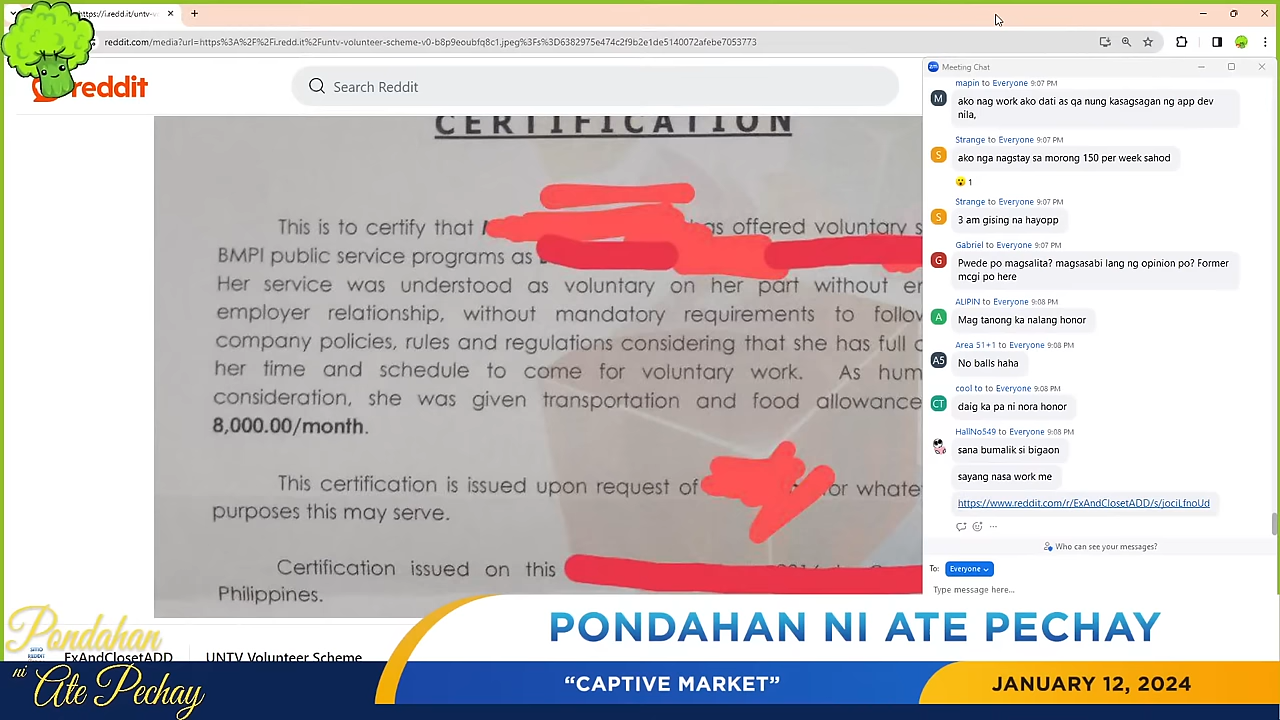 https://i.redd.it/untv-v
reddit.com/media?url=https%3A%2F%2Fi.redd.it%2Funtv-volunteer-scheme-v0-b8p9eoubfq8c1.jpeg%3Fs%3D6382975e474c2f9b2e1de5140072afebe7053773
reddit
Search Reddit
CERTIFICATION
This is to certify that
has offered voluntary s
BMPI public service programs as
Her service was understood as voluntary on her part without er
employer relationship, without mandatory requirements to follow
company policies, rules and regulations considering that she has full c
her time and schedule to come for voluntary work. As hum
consideration, she was given transportation and food allowance
8,000.00/month.
This certification is issued upon request of
or whate
purposes this may serve.
Certification issued on this
Philippines.
ExAndClosetADD
UNTV Volunteer Scheme
zm Meeting Chat
mapin to Everyone 9:07 PM
M
ako nag work ako dati as qa nung kasagsagan ng app dev
nila,
Strange to Everyone 9:07 PM
S
ako nga nagstay sa morong 150 per week sahod
1
Strange to Everyone 9:07 PM
S
3 am gising na hayopp
Gabriel to Everyone 9:07 PM
G
Pwede po magsalita? magsasabi lang ng opinion po? Former
mcgi po here
ALIPIN to Everyone 9:08 PM
A
Mag tanong ka nalang honor
Area 51+1 to Everyone 9:08 PM
A5
No balls haha
cool to to Everyone 9:08 PM
CT
daig ka pa ni nora honor
HallNo549 to Everyone 9:08 PM
sana bumalik si bigaon
sayang nasa work me
https://www.reddit.com/r/ExAndClosetADD/s/jociLfnoUd
Who can see your messages?
To: Everyone
Type message here...
Pondahan
ni
Ate Pechay
PONDAHAN NI ATE PECHAY
“CAPTIVE MARKET”
JANUARY 12, 2024